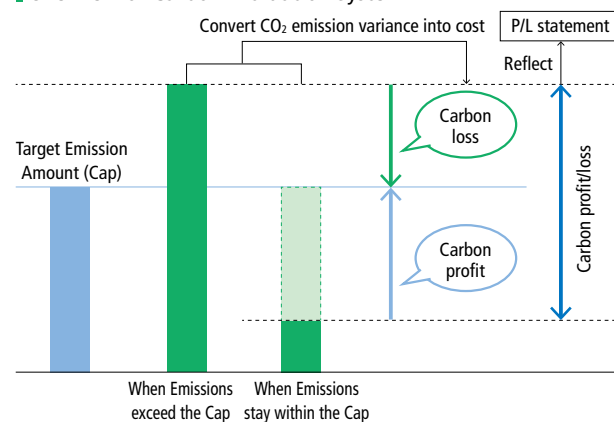 Convert CO₂ emission variance into cost
P/L statement
Reflect
Carbon
loss
Target Emission
Amount (Cap)
Carbon
profit
Carbon profit/loss
When Emissions
exceed the Cap
When Emissions
stay within the Cap